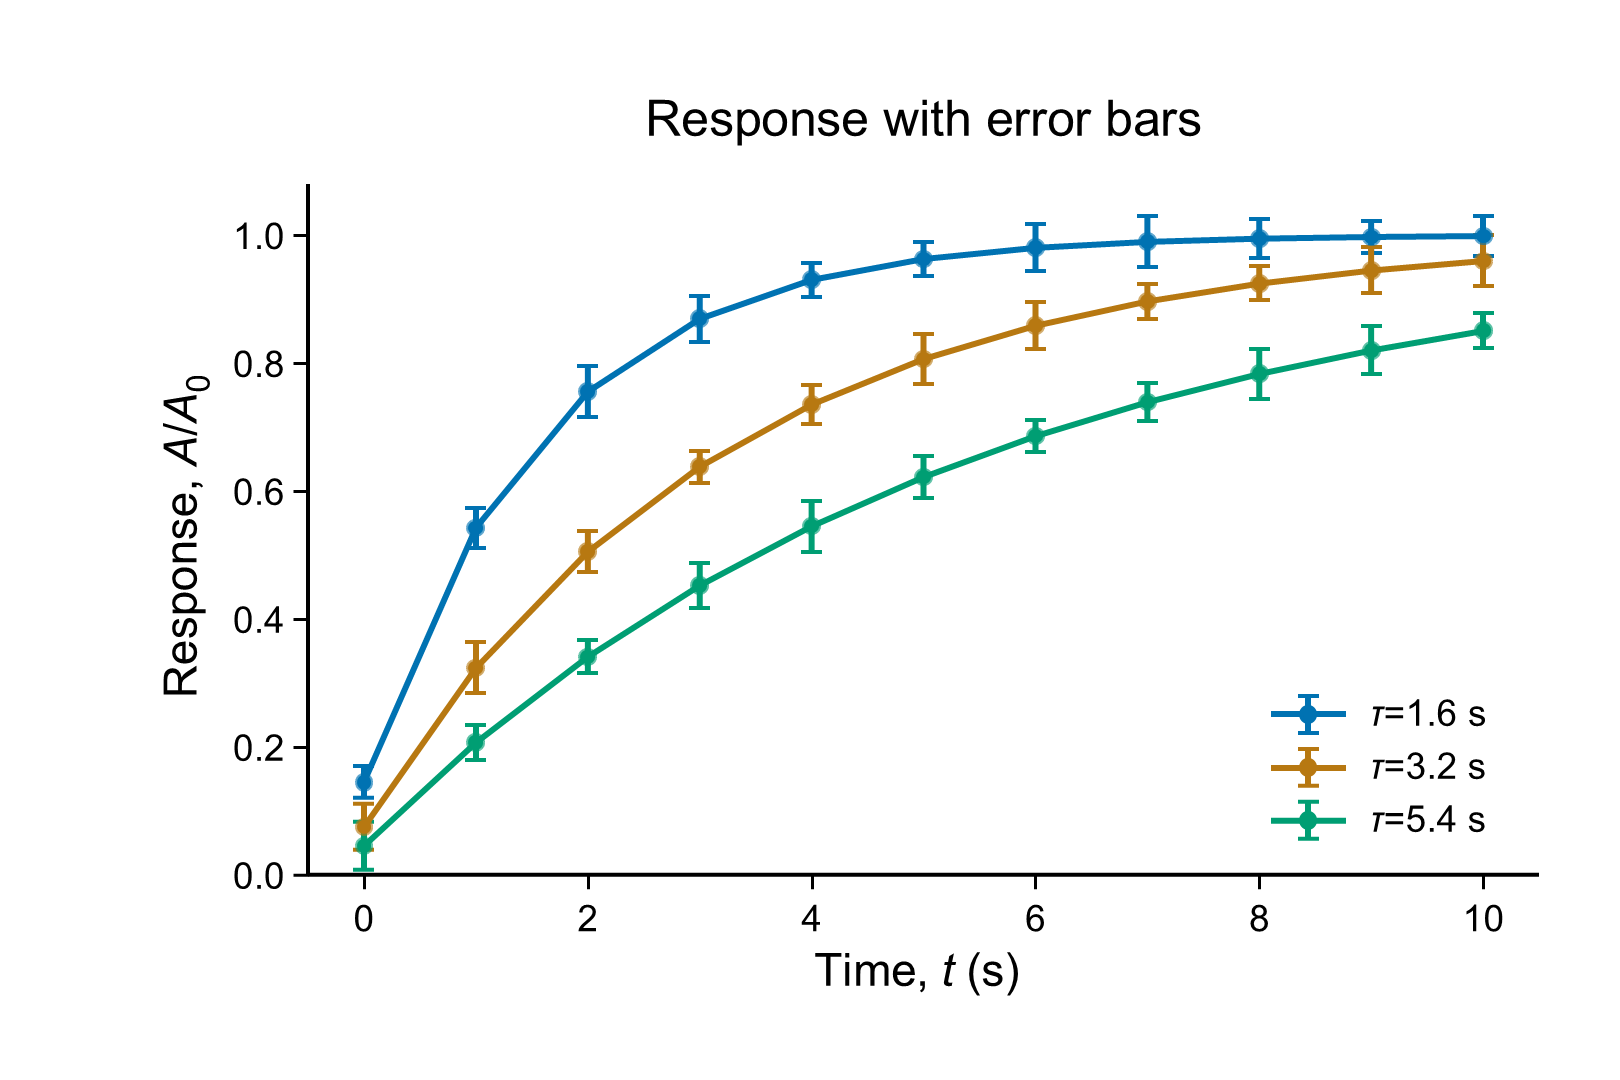 Response with error bars
Response, A/A₀
1.0
0.8
0.6
0.4
0.2
0.0
0 2 4 6 8 10
Time, t (s)
τ=1.6 s
τ=3.2 s
τ=5.4 s